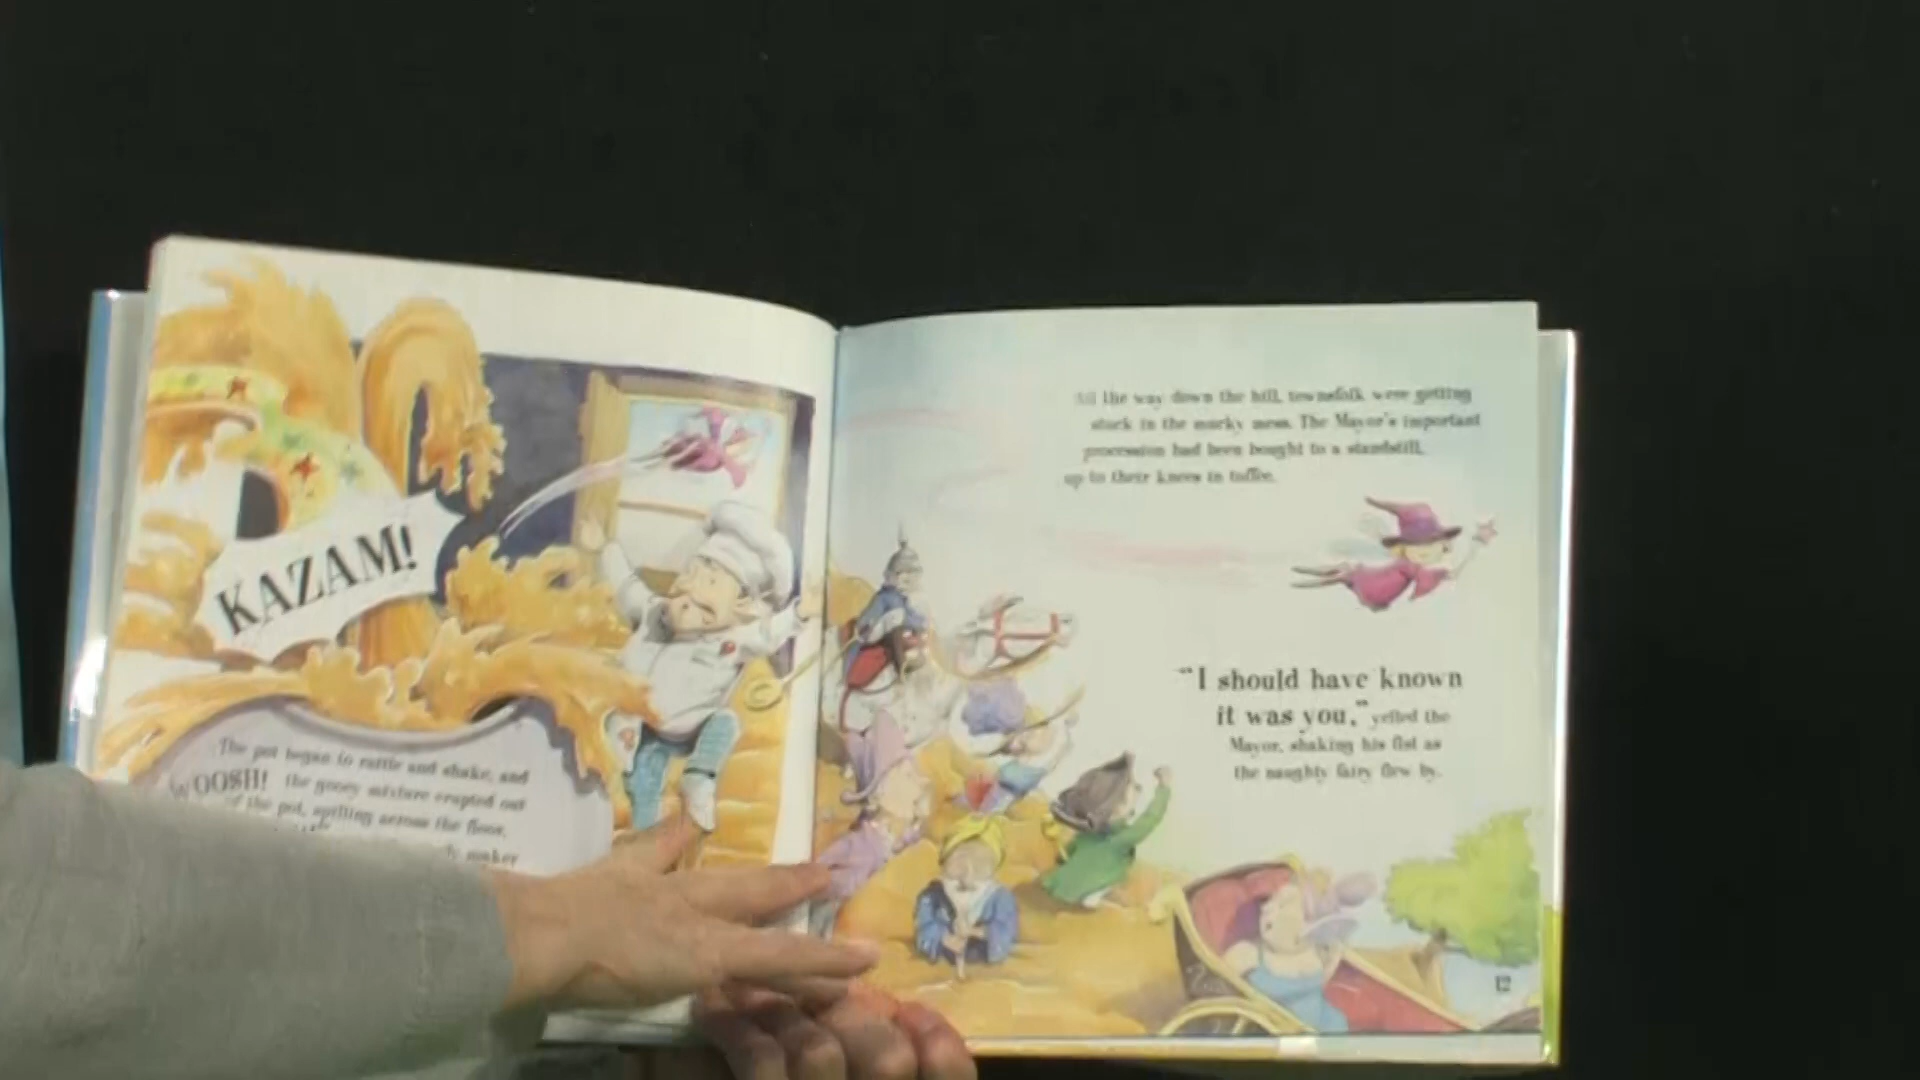 KAZAM!
The pot began to rattle and shake, and
WOOSH! the gooey mixture erupted out
of the pot, spilling across the floor,
maker
All the way down the hill, townsfolk were getting
stuck in the murky mess. The Mayor's important
procession had been bought to a standstill,
up to their knees in toffee.
"I should have known
it was you," yelled the
Mayor, shaking his fist as
the naughty fairy flew by.
12